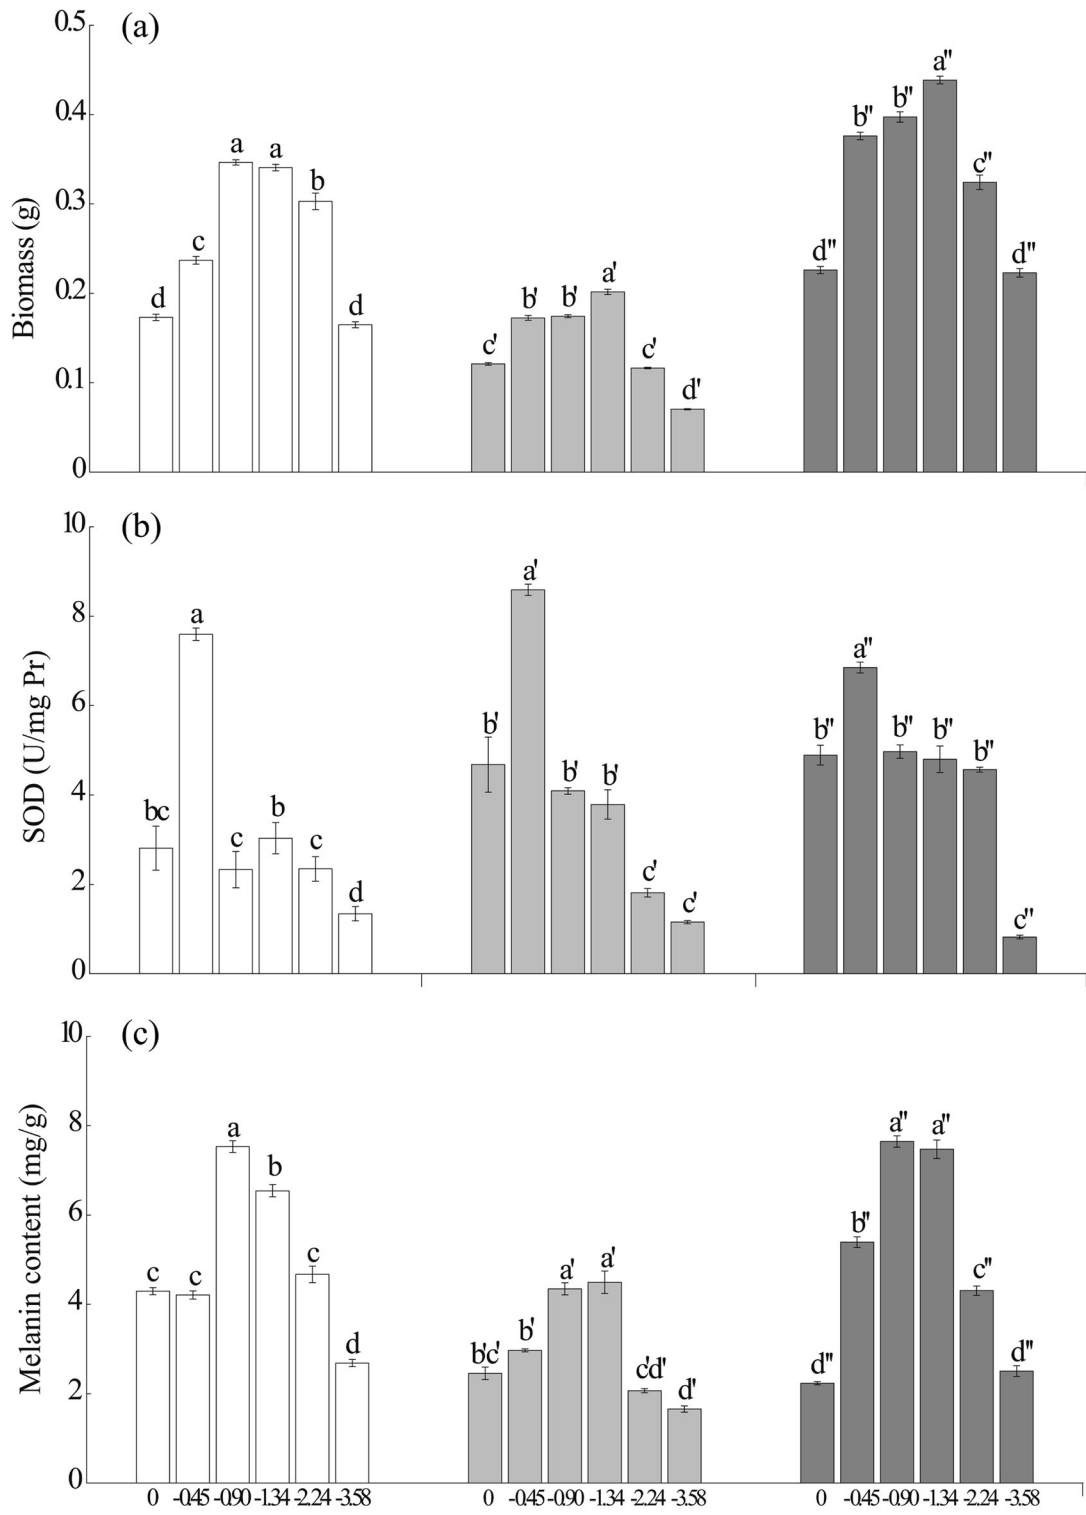 (a)
Biomass (g)
0.5
0.4
0.3
0.2
0.1
0
d c a a b d
c' b' b' a' c' d'
d" b" b" a" c" d"
(b)
SOD (U/mg Pr)
10
8
6
4
2
0
bc a c b c d
b' a' b' b' c' c'
b" a" b" b" b" c"
(c)
Melanin content (mg/g)
10
8
6
4
2
0
c c a b c d
b'c' b' a' a' c'd' d'
d" b" a" a" c" d"
0 -0.45 -0.90 -1.34 -2.24 -3.58
0 -0.45 -0.90 -1.34 -2.24 -3.58
0 -0.45 -0.90 -1.34 -2.24 -3.58